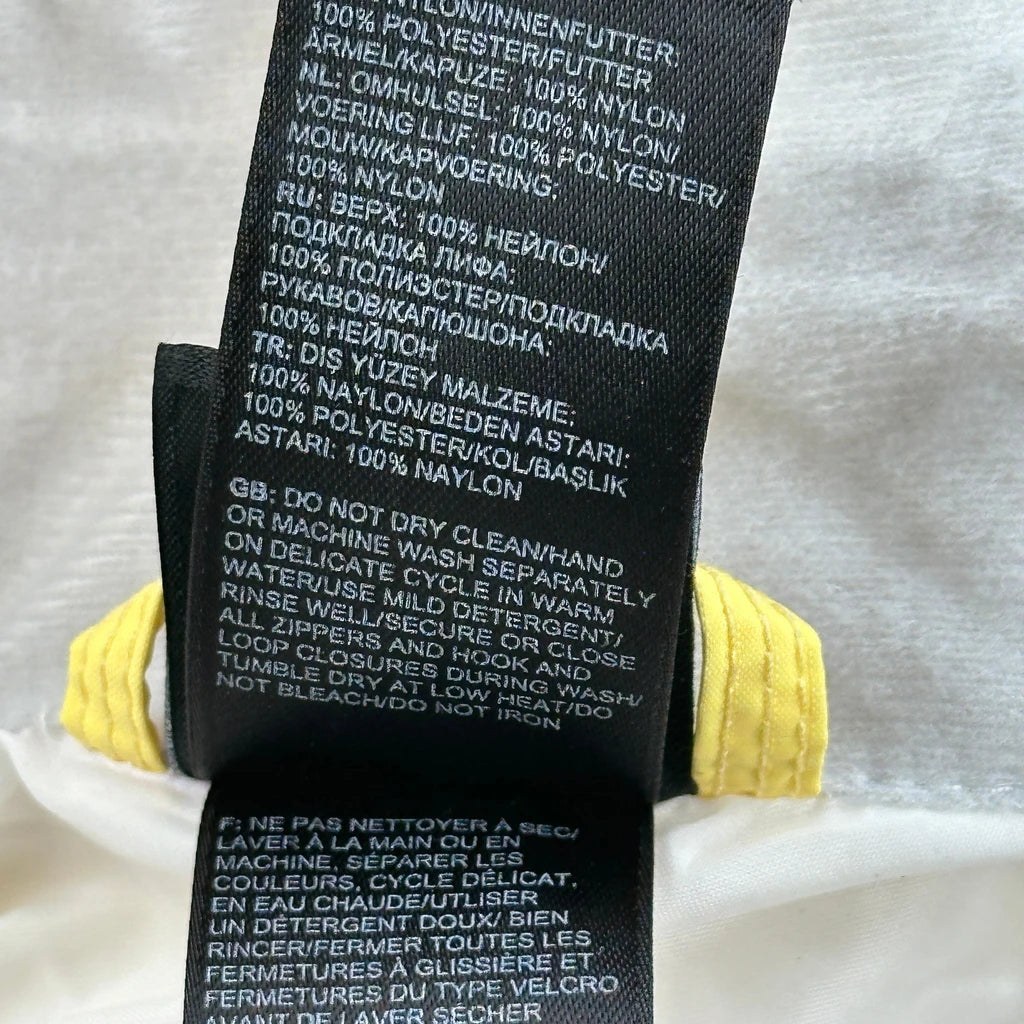 NYLON/INNENFUTTER
100% POLYESTER/FUTTER
ÄRMEL/KAPUZE: 100% NYLON
NL: OMHULSEL: 100% NYLON/
VOERING LIJF: 100% POLYESTER/
MOUW/KAPVOERING:
100% NYLON
RU: ВЕРХ: 100% НЕЙЛОН/
ПОДКЛАДКА ЛИФА:
100% ПОЛИЭСТЕР/ПОДКЛАДКА
РУКАВОВ/КАПЮШОНА:
100% НЕЙЛОН
TR: DIŞ YÜZEY MALZEME:
100% NAYLON/BEDEN ASTARI:
100% POLYESTER/KOL/BAŞLIK
ASTARI: 100% NAYLON
GB: DO NOT DRY CLEAN/HAND
OR MACHINE WASH SEPARATELY
ON DELICATE CYCLE IN WARM
WATER/USE MILD DETERGENT/
RINSE WELL/SECURE OR CLOSE
ALL ZIPPERS AND HOOK AND
LOOP CLOSURES DURING WASH/
TUMBLE DRY AT LOW HEAT/DO
NOT BLEACH/DO NOT IRON
F: NE PAS NETTOYER À SEC/
LAVER À LA MAIN OU EN
MACHINE, SÉPARER LES
COULEURS, CYCLE DÉLICAT,
EN EAU CHAUDE/UTLISER
UN DÉTERGENT DOUX/ BIEN
RINCER/FERMER TOUTES LES
FERMETURES À GLISSIÈRE ET
FERMETURES DU TYPE VELCRO
AVANT DE LAVER SÉCHER